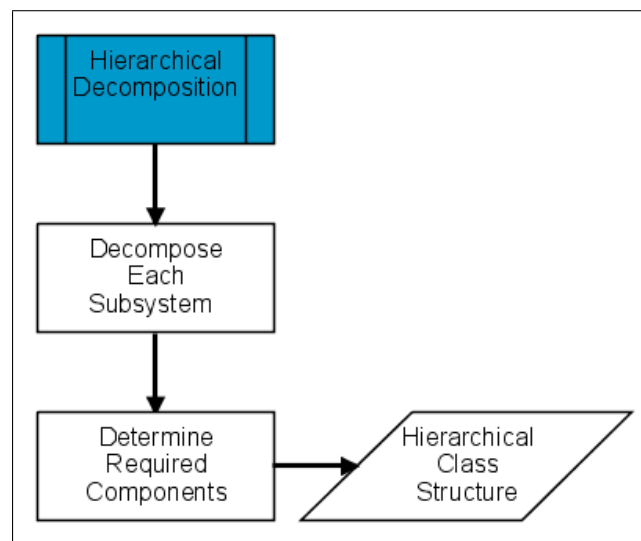 Hierarchical
Decomposition
Decompose
Each
Subsystem
Determine
Required
Components
Hierarchical
Class
Structure